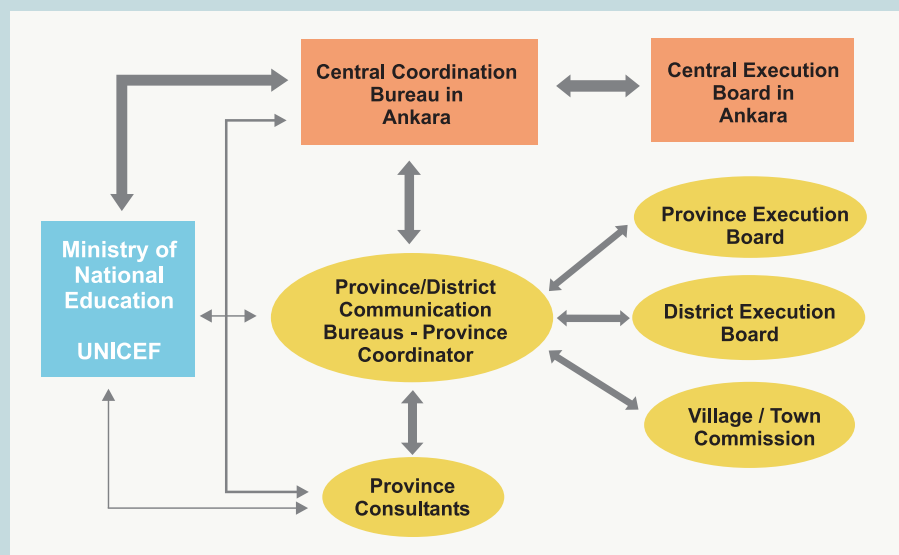 Central Coordination
Bureau in
Ankara
Central Execution
Board in
Ankara
Ministry of
National
Education
UNICEF
Province/District
Communication
Bureaus - Province
Coordinator
Province Execution
Board
District Execution
Board
Village / Town
Commission
Province
Consultants